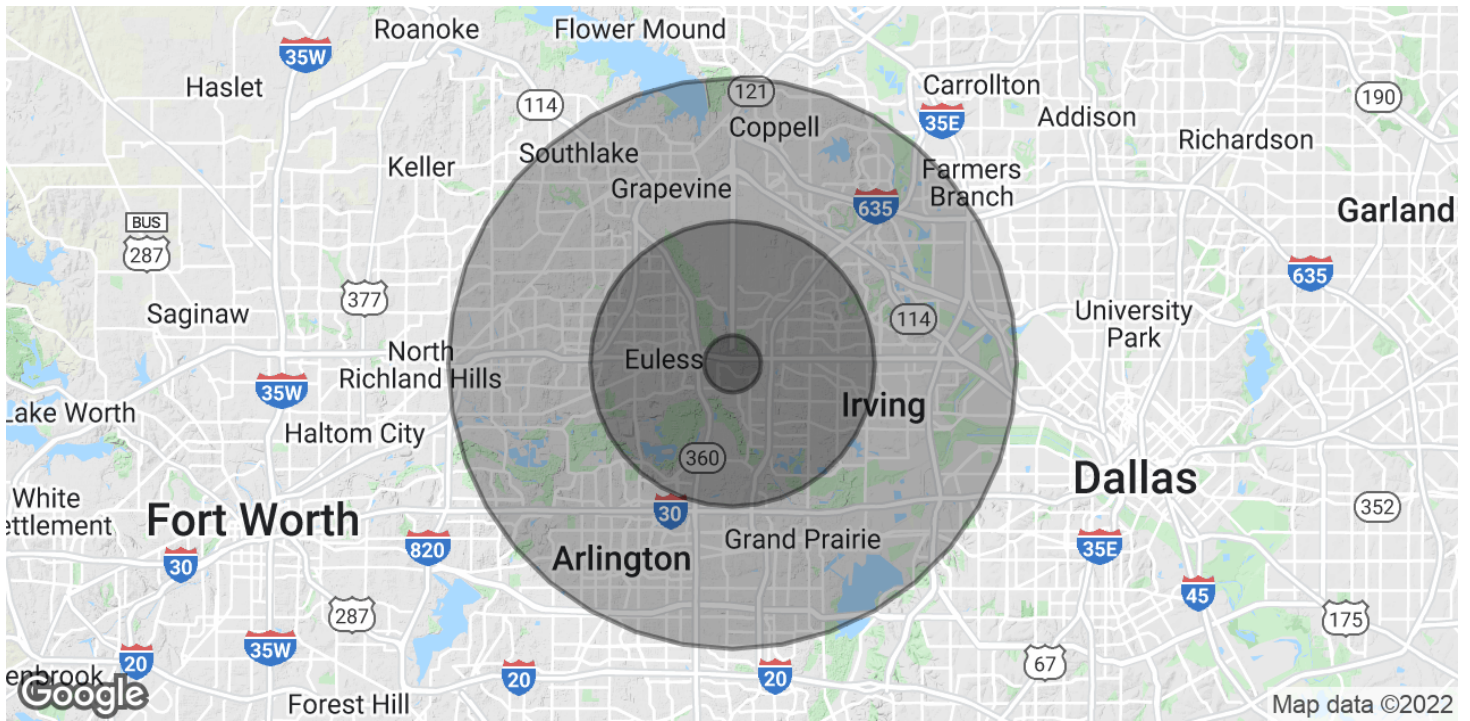 Roanoke
Flower Mound
35W
Haslet
Carrollton
121
190
114
35E
Addison
Coppell
Richardson
Southlake
Keller
Farmers
Branch
Grapevine
635
Garland
BUS
287
635
377
Saginaw
University
Park
114
North
Richland Hills
Euless
35W
Irving
Lake Worth
Haltom City
360
Dallas
White
ettlement
Fort Worth
352
30
Grand Prairie
820
35E
Arlington
30
45
287
175
35W
20
67
enbrook
20
20
Google
Forest Hill
Map data ©2022